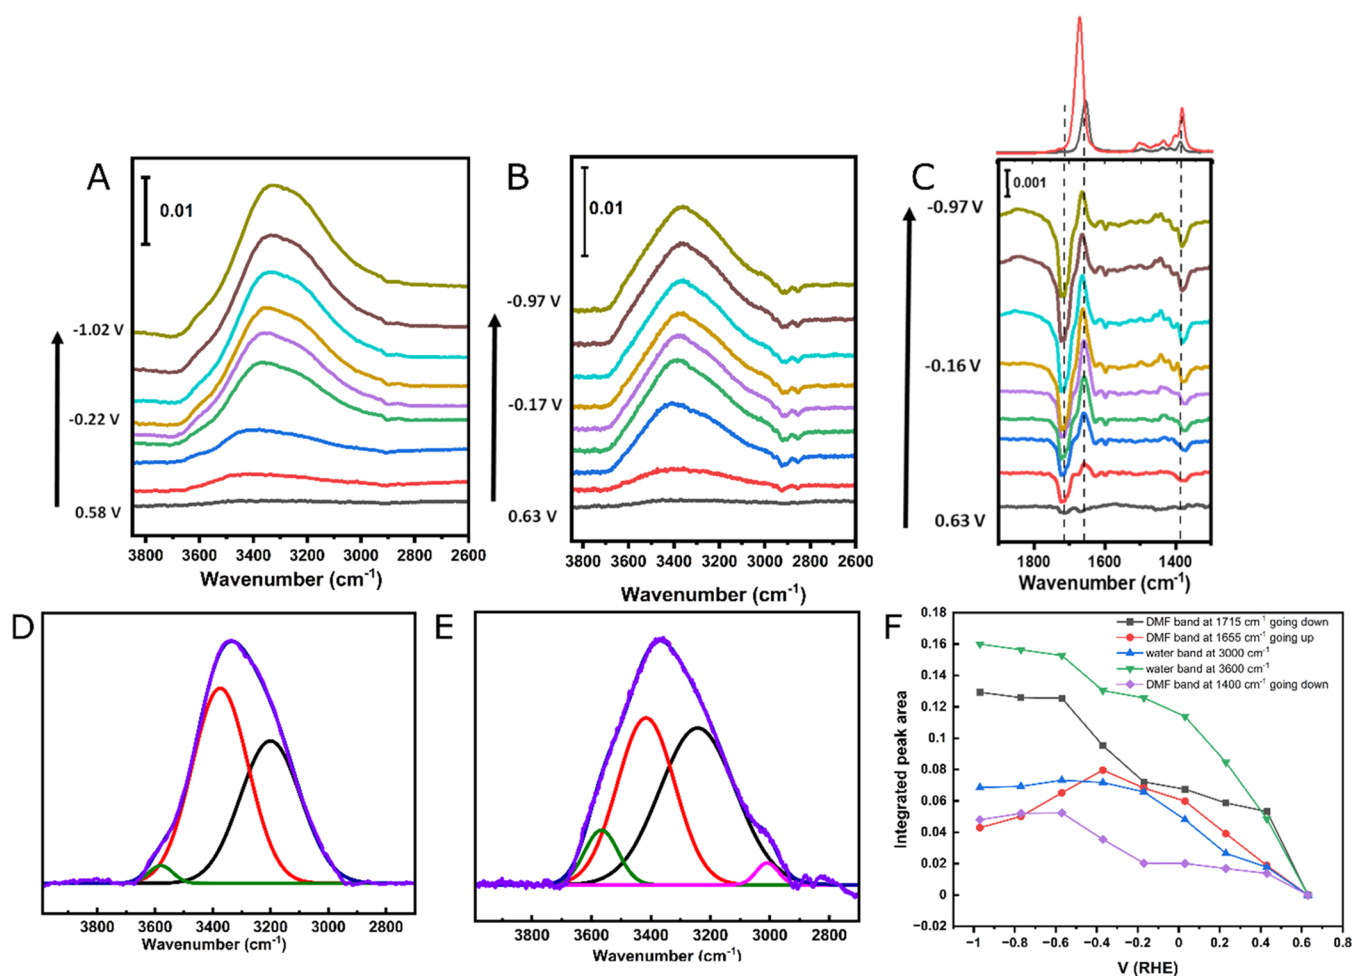 A
0.01
-1.02 V
-0.22 V
0.58 V
3800 3600 3400 3200 3000 2800 2600
Wavenumber (cm-1)
B
0.01
-0.97 V
-0.17 V
0.63 V
3800 3600 3400 3200 3000 2800 2600
Wavenumber (cm-1)
C
0.001
-0.97 V
-0.16 V
0.63 V
1800 1600 1400
Wavenumber (cm-1)
D
3800 3600 3400 3200 3000 2800
Wavenumber (cm-1)
E
3800 3600 3400 3200 3000 2800
Wavenumber (cm-1)
F
DMF band at 1715 cm-1 going down
DMF band at 1655 cm-1 going up
water band at 3000 cm-1
water band at 3600 cm-1
DMF band at 1400 cm-1 going down
Integrated peak area
0.18
0.16
0.14
0.12
0.1
0.08
0.06
0.04
0.02
0
−0.02
−1 −0.8 −0.6 −0.4 −0.2 0 0.2 0.4 0.6 0.8
V (RHE)